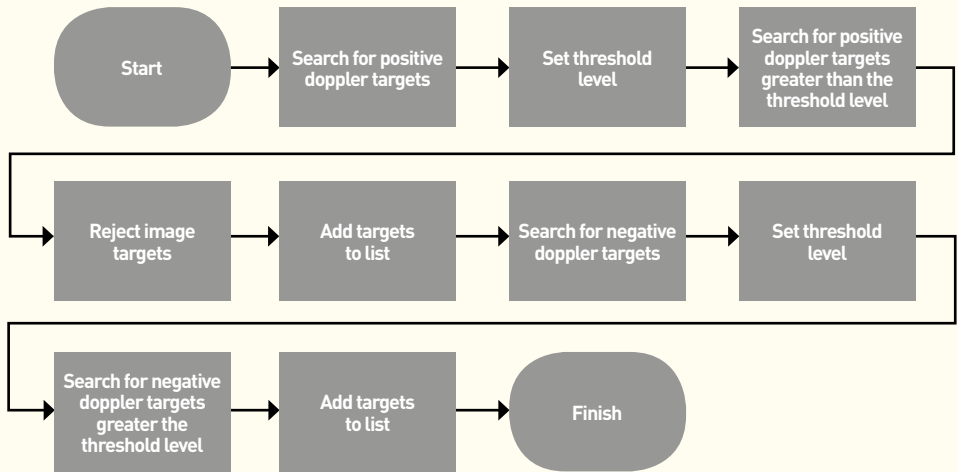 Start
Search for positive
doppler targets
Set threshold
level
Search for positive
doppler targets
greater than the
threshold level
Reject image
targets
Add targets
to list
Search for negative
doppler targets
Set threshold
level
Search for negative
doppler targets
greater the
threshold level
Add targets
to list
Finish